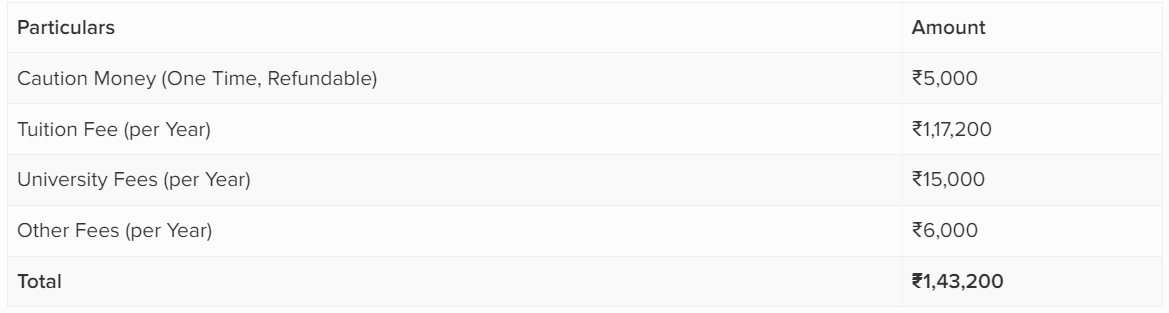 Particulars Amount
Caution Money (One Time, Refundable) ₹5,000
Tuition Fee (per Year) ₹1,17,200
University Fees (per Year) ₹15,000
Other Fees (per Year) ₹6,000
Total ₹1,43,200